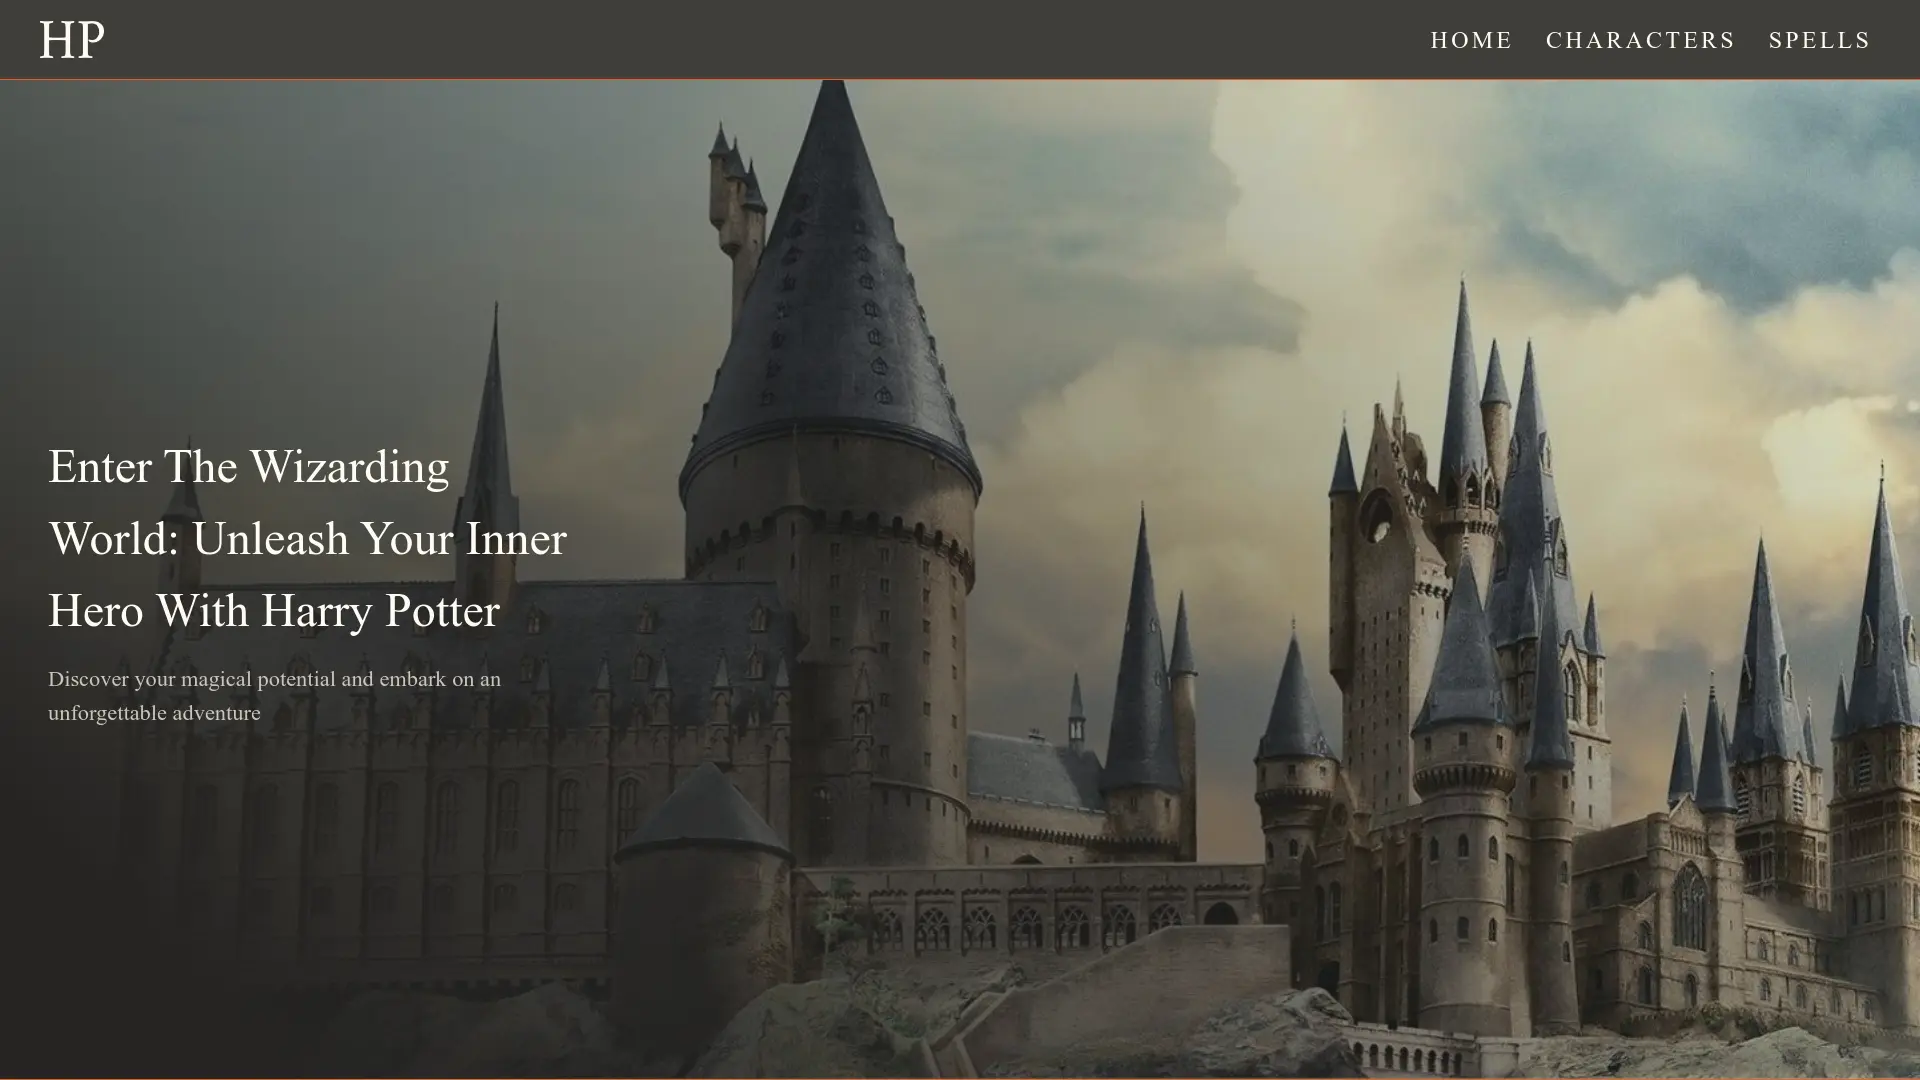 HP
HOME CHARACTERS SPELLS
Enter The Wizarding
World: Unleash Your Inner
Hero With Harry Potter
Discover your magical potential and embark on an
unforgettable adventure